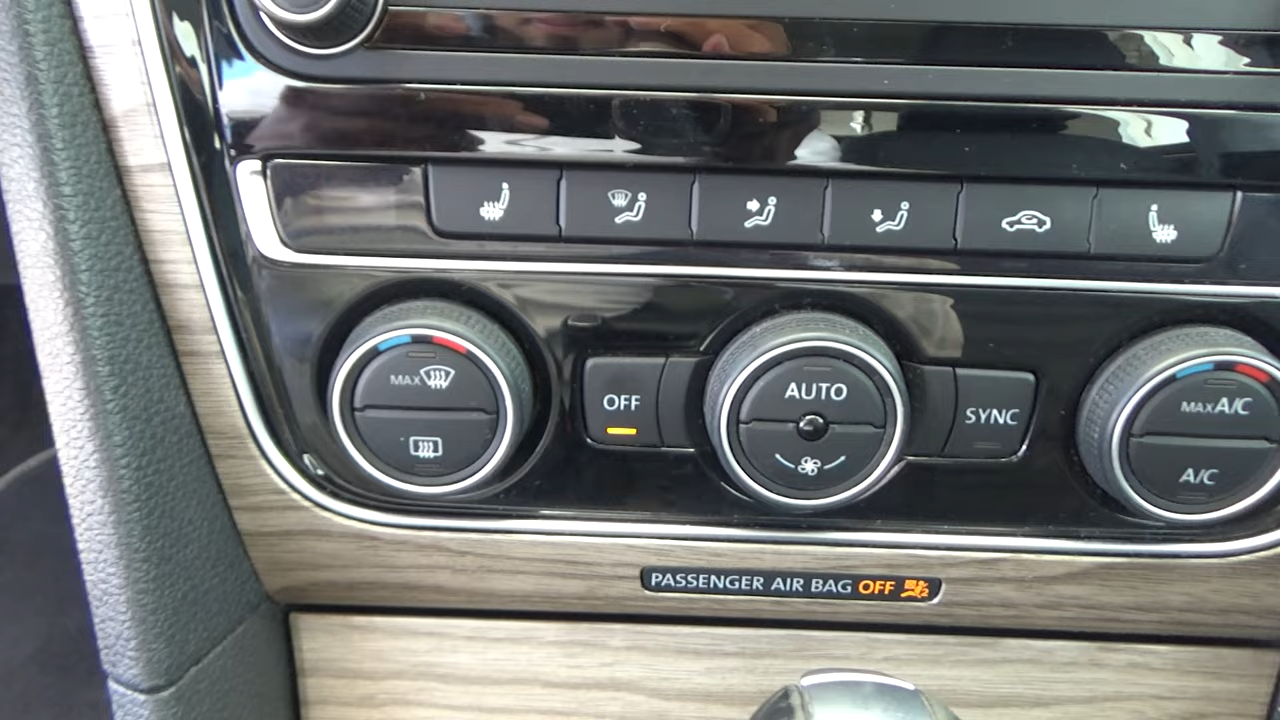 MAX
OFF
AUTO
SYNC
MAX A/C
A/C
PASSENGER AIR BAG OFF